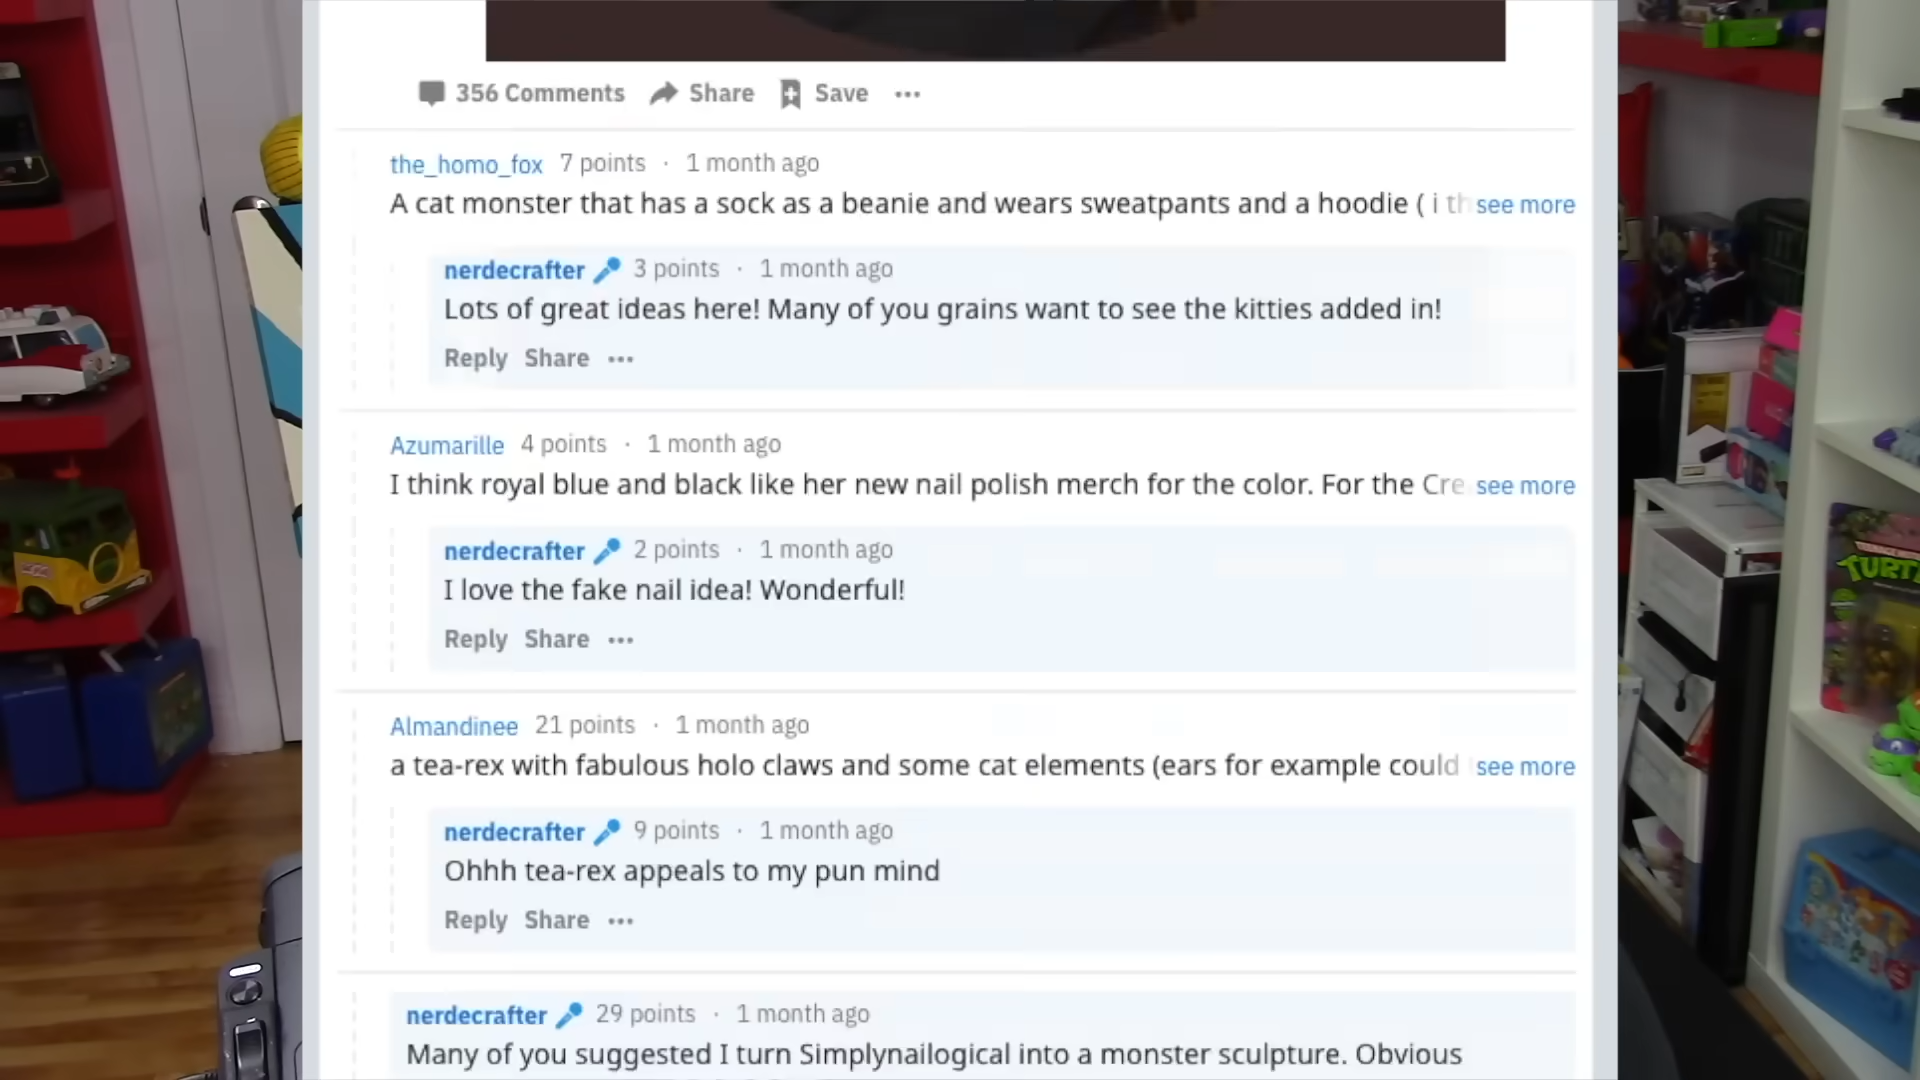 356 Comments Share Save
the_homo_fox 7 points · 1 month ago
A cat monster that has a sock as a beanie and wears sweatpants and a hoodie ( i th see more
nerdecrafter 3 points · 1 month ago
Lots of great ideas here! Many of you grains want to see the kitties added in!
Reply Share
Azumarille 4 points · 1 month ago
I think royal blue and black like her new nail polish merch for the color. For the Cre see more
nerdecrafter 2 points · 1 month ago
I love the fake nail idea! Wonderful!
Reply Share
Almandinee 21 points · 1 month ago
a tea-rex with fabulous holo claws and some cat elements (ears for example could see more
nerdecrafter 9 points · 1 month ago
Ohhh tea-rex appeals to my pun mind
Reply Share
nerdecrafter 29 points · 1 month ago
Many of you suggested I turn Simplynailogical into a monster sculpture. Obvious
TURT